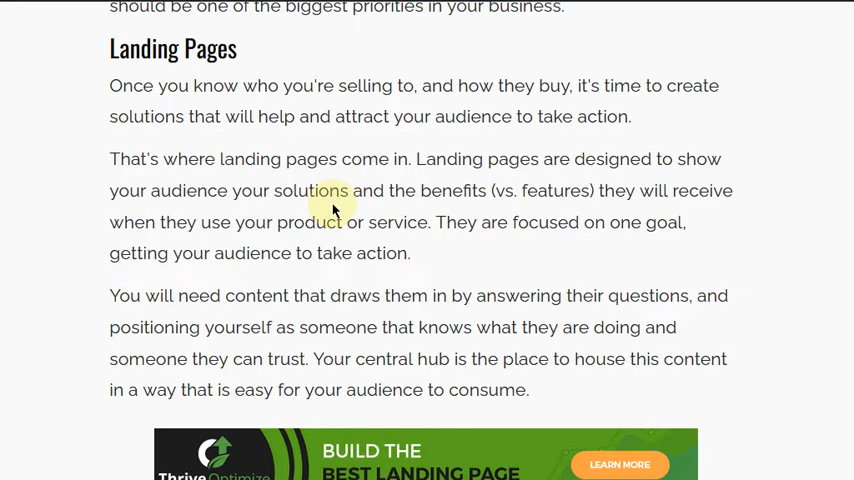 should be one of the biggest priorities in your business.
Landing Pages
Once you know who you're selling to, and how they buy, it's time to create
solutions that will help and attract your audience to take action.
That's where landing pages come in. Landing pages are designed to show
your audience your solutions and the benefits (vs. features) they will receive
when they use your product or service. They are focused on one goal,
getting your audience to take action.
You will need content that draws them in by answering their questions, and
positioning yourself as someone that knows what they are doing and
someone they can trust. Your central hub is the place to house this content
in a way that is easy for your audience to consume.
BUILD THE
BEST LANDING PAGE
Thrive Optimize
LEARN MORE